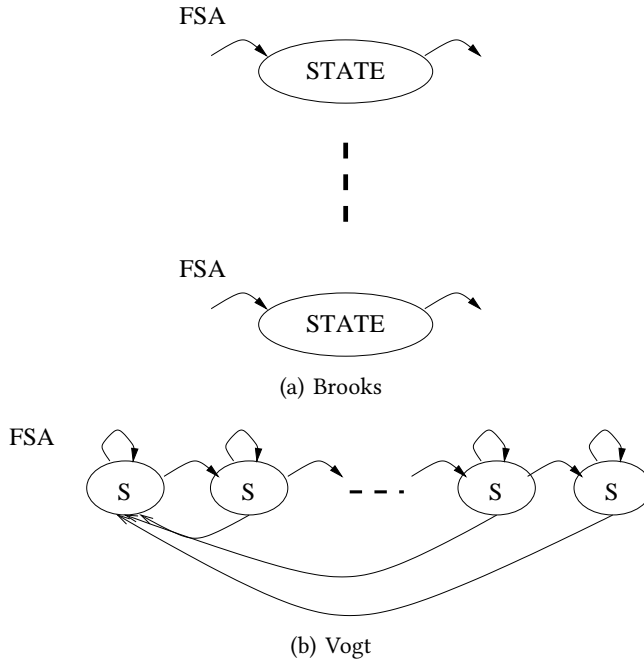 FSA
STATE
FSA
STATE
(a) Brooks
FSA
S S S S
(b) Vogt